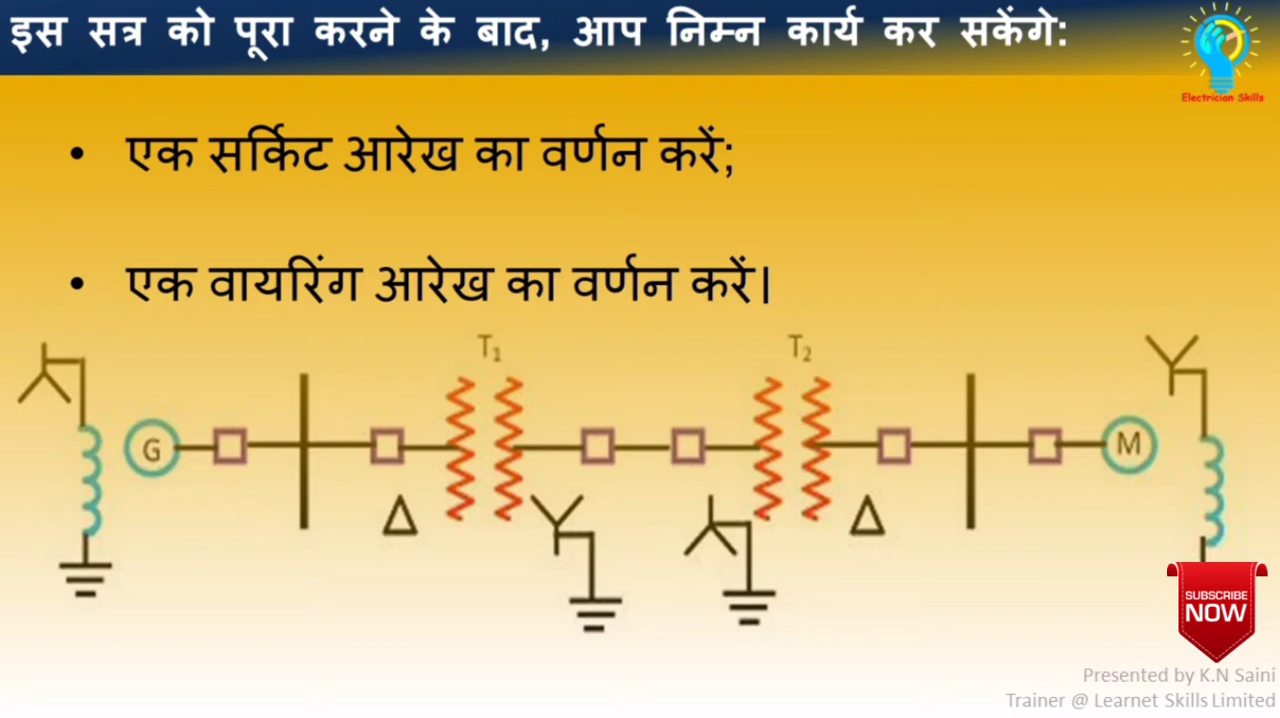 इस सत्र को पूरा करने के बाद, आप निम्न कार्य कर सकेंगे:
Electrician Skills
• एक सर्किट आरेख का वर्णन करें;
• एक वायरिंग आरेख का वर्णन करें।
T₁
T₂
G
M
SUBSCRIBE
NOW
Presented by K.N Saini
Trainer @ Learnet Skills Limited